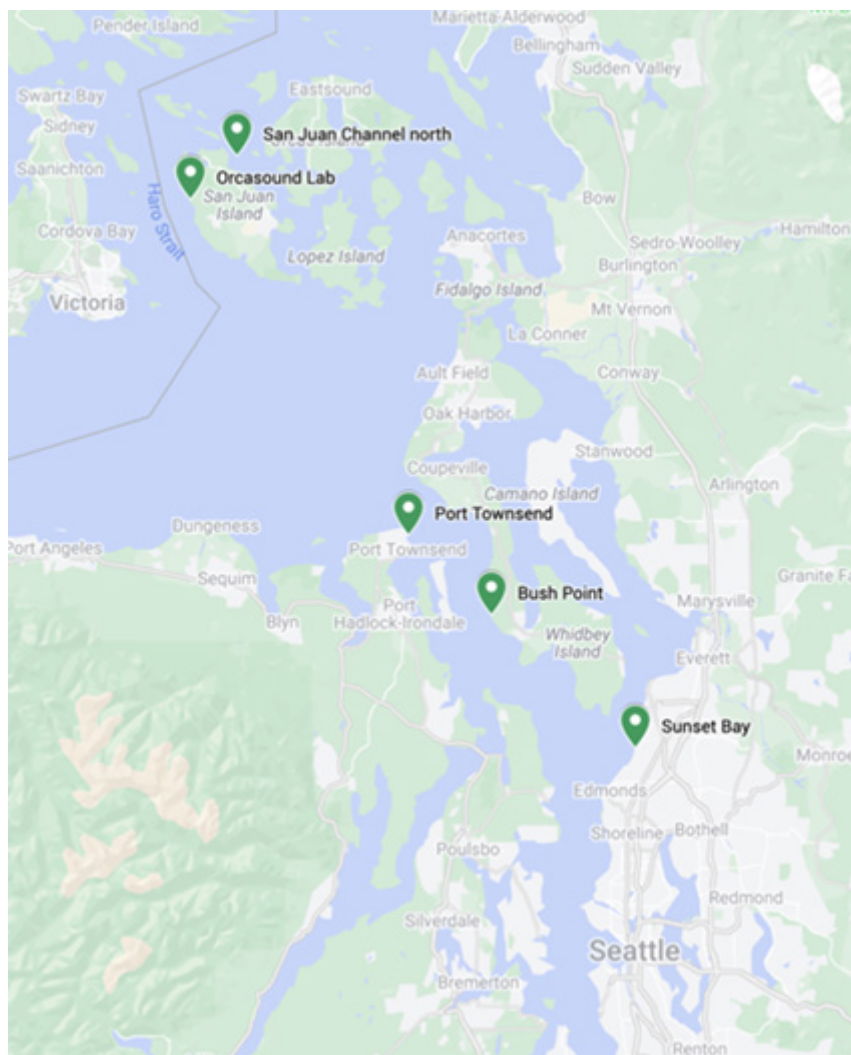 Pender Island
Marietta-Alderwood
Bellingham
Sudden Valley
Swartz Bay
Eastsound
Sidney
San Juan Channel north
Saanichton
Orcasound Lab
San Juan
Island
Bow
Haro Strait
Cordova Bay
Lopez Island
Anacortes
Sedro-Woolley
Hamilton
Burlington
Victoria
Fidalgo Island
Mt Vernon
La Conner
Ault Field
Conway
Oak Harbor
Stanwood
Coupeville
Camano Island
Arlington
Port Townsend
Dungeness
Port Angeles
Port Townsend
Sequim
Granite Fa
Bush Point
Port
Hadlock-Irondale
Blyn
Marysville
Whidbey
Island
Everett
Sunset Bay
Monroe
Edmonds
Shoreline
Bothell
Poulsbo
Redmond
Silverdale
Seattle
Bremerton
Renton